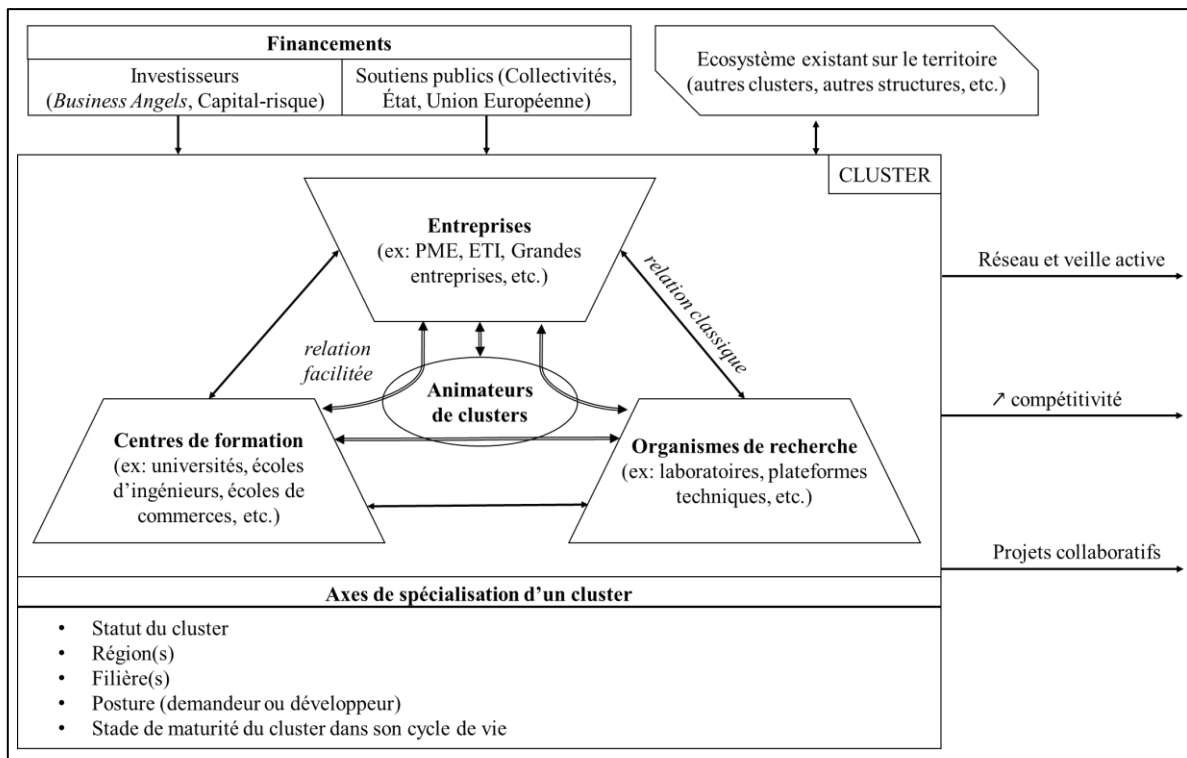 Financements
Investisseurs
(Business Angels, Capital-risque)
Soutiens publics (Collectivités,
État, Union Européenne)
Ecosystème existant sur le territoire
(autres clusters, autres structures, etc.)
CLUSTER
Entreprises
(ex: PME, ETI, Grandes
entreprises, etc.)
relation classique
relation
facilitée
Animateurs
de clusters
Centres de formation
(ex: universités, écoles
d’ingénieurs, écoles de
commerces, etc.)
Organismes de recherche
(ex: laboratoires, plateformes
techniques, etc.)
Réseau et veille active
↗ compétitivité
Projets collaboratifs
Axes de spécialisation d’un cluster
• Statut du cluster
• Région(s)
• Filière(s)
• Posture (demandeur ou développeur)
• Stade de maturité du cluster dans son cycle de vie